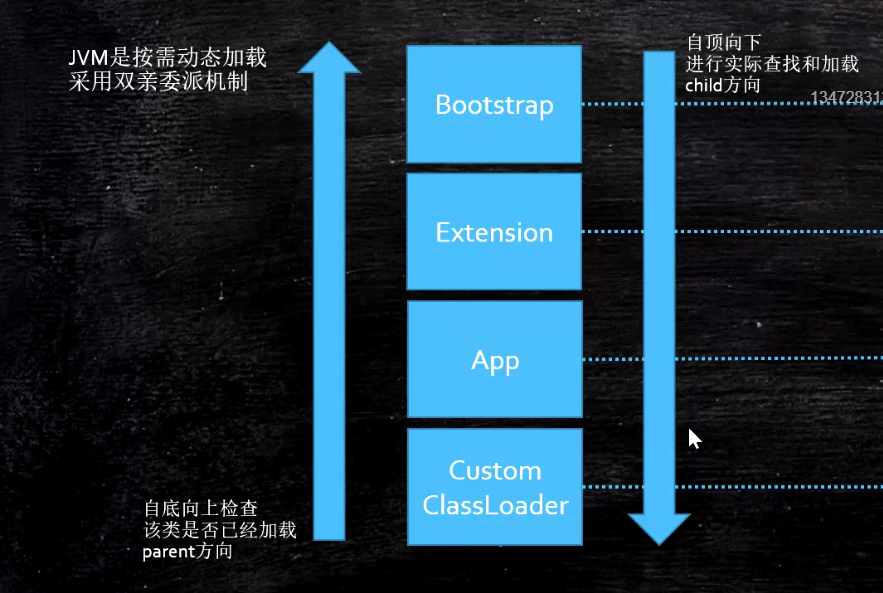 JVM是按需动态加载
采用双亲委派机制
自顶向下
进行实际查找和加载
child方向
Bootstrap
Extension
App
Custom
ClassLoader
自底向上检查
该类是否已经加载
parent方向